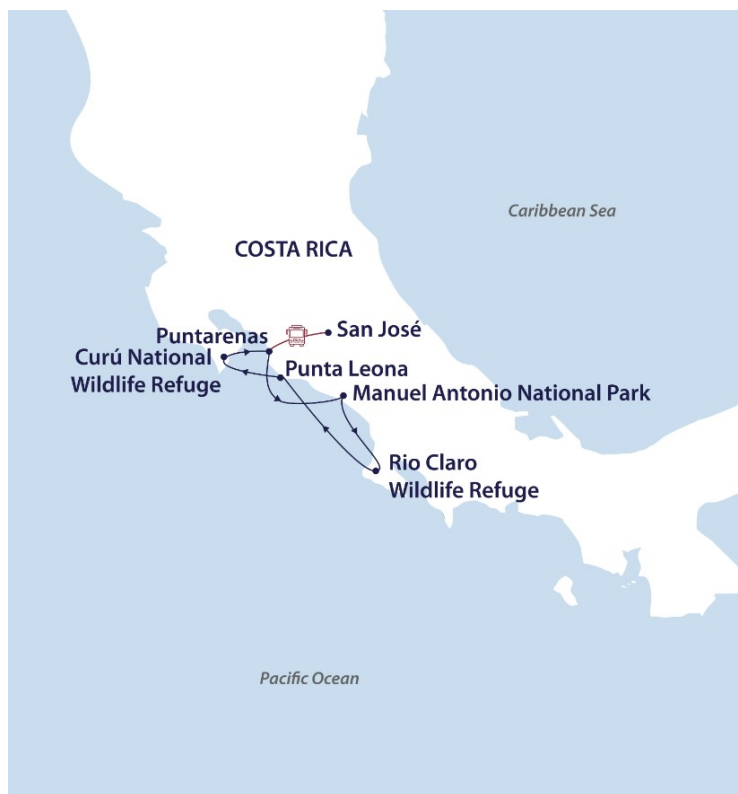 Caribbean Sea
COSTA RICA
San José
Puntarenas
Curú National
Wildlife Refuge
Punta Leona
Manuel Antonio National Park
Rio Claro
Wildlife Refuge
Pacific Ocean